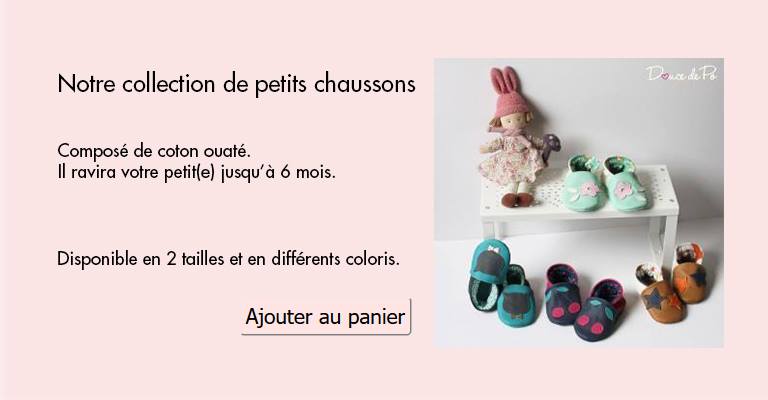 Douce de Pô
Notre collection de petits chaussons
Composé de coton ouaté.
Il ravira votre petit(e) jusqu'à 6 mois.
Disponible en 2 tailles et en différents coloris.
Ajouter au panier